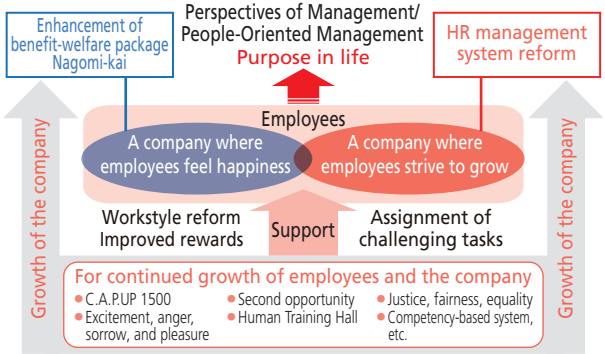 Enhancement of
benefit-welfare package
Nagomi-kai
Perspectives of Management/
People-Oriented Management
Purpose in life
HR management
system reform
Employees
A company where
employees feel happiness
A company where
employees strive to grow
Growth of the company
Growth of the company
Workstyle reform
Improved rewards
Support
Assignment of
challenging tasks
For continued growth of employees and the company
● C.A.P.UP 1500
● Excitement, anger,
sorrow, and pleasure
● Second opportunity
● Human Training Hall
● Justice, fairness, equality
● Competency-based system,
etc.